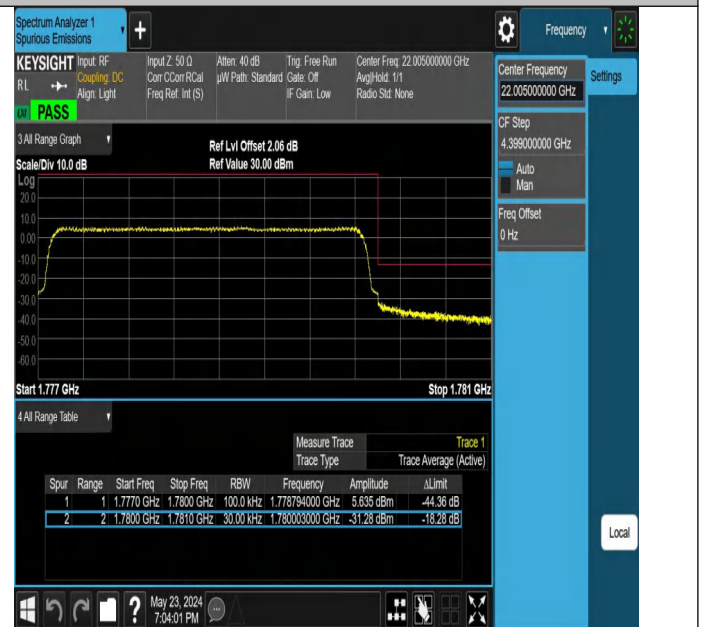 Spectrum Analyzer 1
Spurious Emissions
Frequency
KEYSIGHT
RL
Input: RF
Coupling: DC
Align: Light
Input Z: 50 Ω
Corr CCorr RCal
Freq Ref: Int (S)
Atten: 40 dB
µW Path: Standard
Trig: Free Run
Gate: Off
IF Gain: Low
Center Freq: 22.005000000 GHz
Avg|Hold: 1/1
Radio Std: None
PASS
Center Frequency
22.005000000 GHz
Settings
CF Step
4.399000000 GHz
Auto
Man
Freq Offset
0 Hz
3 All Range Graph
Scale/Div 10.0 dB
Ref Lvl Offset 2.06 dB
Ref Value 30.00 dBm
Log
20.0
10.0
0.00
-10.0
-20.0
-30.0
-40.0
-50.0
-60.0
Start 1.777 GHz
Stop 1.781 GHz
4 All Range Table
Measure Trace Trace 1
Trace Type Trace Average (Active)
Spur Range Start Freq Stop Freq RBW Frequency Amplitude ΔLimit
1 1 1.7770 GHz 1.7800 GHz 100.0 kHz 1.778794000 GHz 5.635 dBm -44.36 dB
2 2 1.7800 GHz 1.7810 GHz 30.00 kHz 1.780003000 GHz -31.28 dBm -18.28 dB
Local
?
May 23, 2024
7:04:01 PM